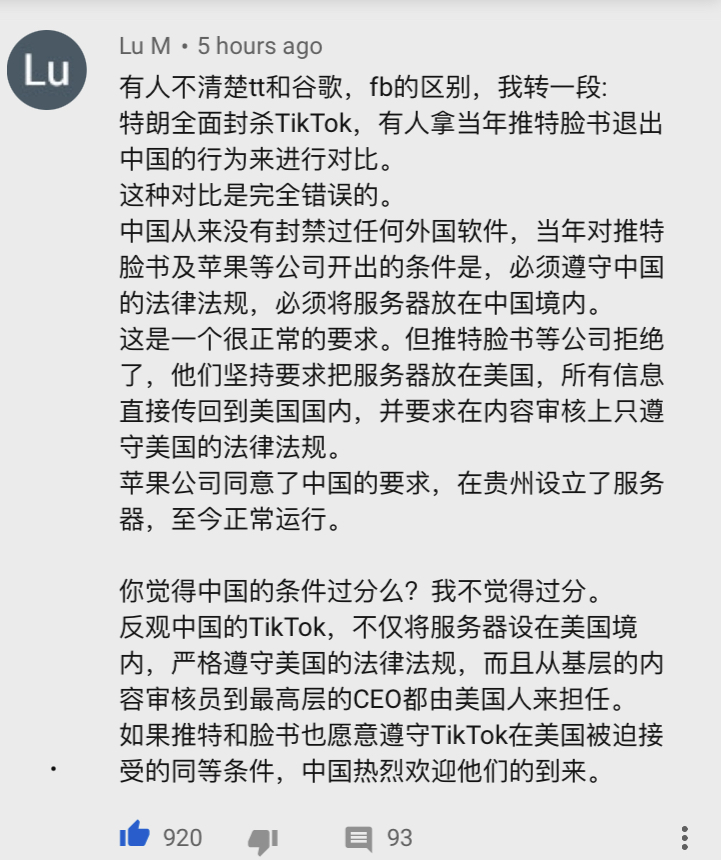 Lu
Lu M • 5 hours ago
有人不清楚tt和谷歌，fb的区别，我转一段:
特朗全面封杀TikTok，有人拿当年推特脸书退出
中国的行为来进行对比。
这种对比是完全错误的。
中国从来没有封禁过任何外国软件，当年对推特
脸书及苹果等公司开出的条件是，必须遵守中国
的法律法规，必须将服务器放在中国境内。
这是一个很正常的要求。但推特脸书等公司拒绝
了，他们坚持要求把服务器放在美国，所有信息
直接传回到美国国内，并要求在内容审核上只遵
守美国的法律法规。
苹果公司同意了中国的要求，在贵州设立了服务
器，至今正常运行。
你觉得中国的条件过分么？我不觉得过分。
反观中国的TikTok，不仅将服务器设在美国境
内，严格遵守美国的法律法规，而且从基层的内
容审核员到最高层的CEO都由美国人来担任。
如果推特和脸书也愿意遵守TikTok在美国被迫接
受的同等条件，中国热烈欢迎他们的到来。
920 93